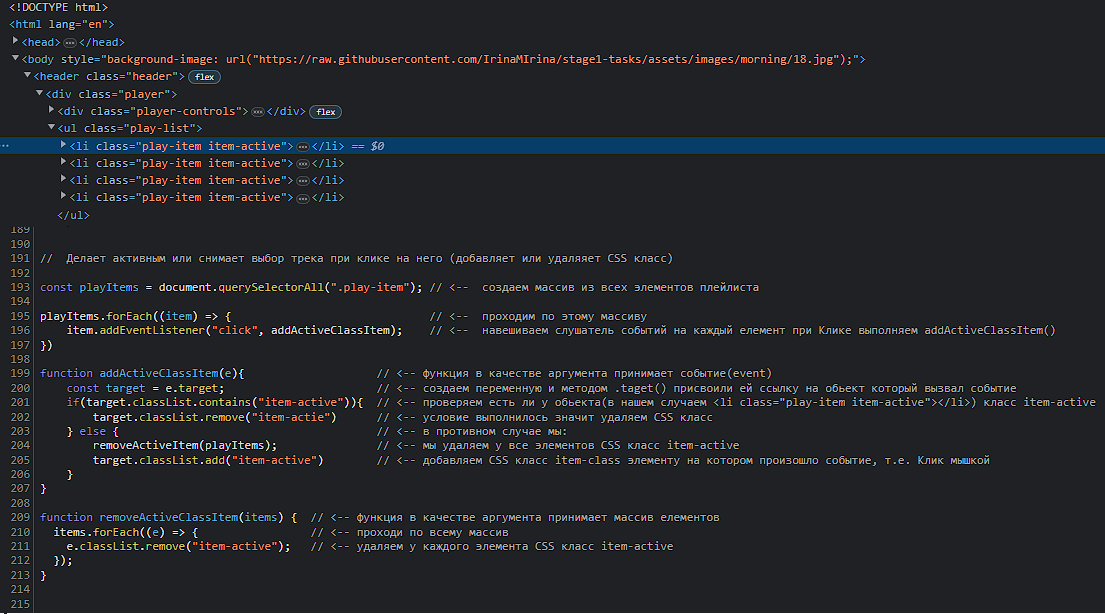 <!DOCTYPE html>
<html lang="en">
<head> ⋯ </head>
<body style="background-image: url("https://raw.githubusercontent.com/IrinaMIrina/stage1-tasks/assets/images/morning/18.jpg");">
<header class="header"> flex
<div class="player">
<div class="player-controls"> ⋯ </div> flex
<ul class="play-list">
⋯ <li class="play-item item-active"> ⋯ </li> == $0
<li class="play-item item-active"> ⋯ </li>
<li class="play-item item-active"> ⋯ </li>
<li class="play-item item-active"> ⋯ </li>
</ul>
189
190
191 //  Делает активным или снимает выбор трека при клике на него (добавляет или удаляяет CSS класс)
192
193 const playItems = document.querySelectorAll(".play-item"); // <--  создаем массив из всех элементов плейлиста
194
195 playItems.forEach((item) => { // <--  проходим по этому массиву
196 item.addEventListener("click", addActiveClassItem); // <--  навешиваем слушатель событий на каждый елемент при Клике выполняем addActiveClassItem()
197 })
198
199 function addActiveClassItem(e){ // <-- функция в качестве аргумента принимает событие(event)
200 const target = e.target; // <-- создаем переменную и методом .taget() присвоили ей ссылку на обьект который вызвал событие
201 if(target.classList.contains("item-active")){ // <-- проверяем есть ли у объекта(в нашем случаем <li class="play-item item-active"></li>) класс item-active
202 target.classList.remove("item-actie") // <-- условие выполнилось значит удаляем CSS класс
203 } else { // <-- в противном случае мы:
204 removeActiveItem(playItems); // <-- мы удаляем у все элементов CSS класс item-active
205 target.classList.add("item-active") // <-- добавляем CSS класс item-class элементу на котором произошло событие, т.е. Клик мышкой
206 }
207 }
208
209 function removeActiveClassItem(items) { // <-- функция в качестве аргумента принимает массив елементов
210 items.forEach((e) => { // <-- проходи по всему массив
211 e.classList.remove("item-active"); // <-- удаляем у каждого элемента CSS класс item-active
212 });
213 }
214
215